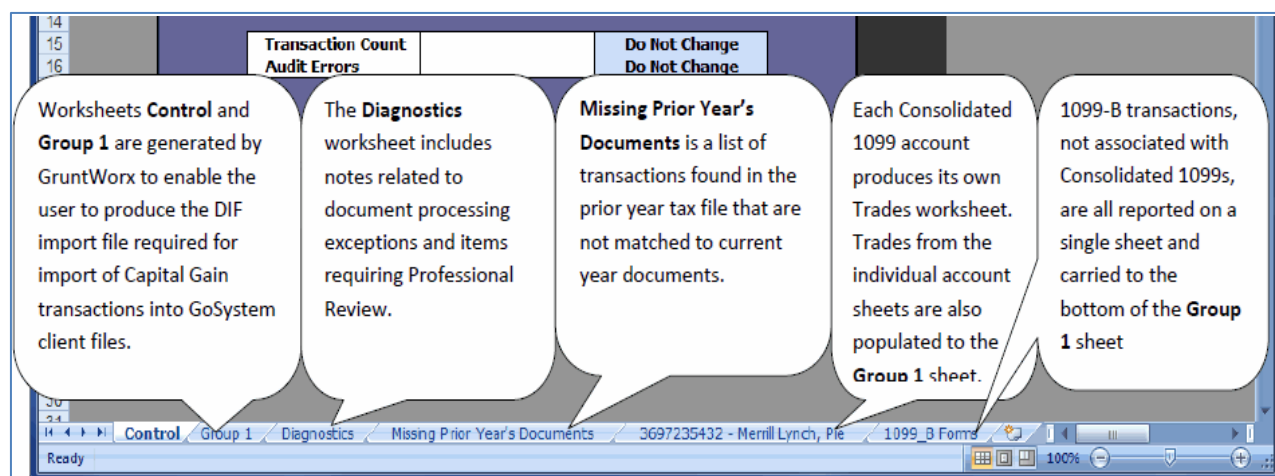 14
15 Transaction Count Do Not Change
16 Audit Errors Do Not Change
Worksheets Control and
Group 1 are generated by
GruntWorx to enable the
user to produce the DIF
import file required for
import of Capital Gain
transactions into GoSystem
client files.
The Diagnostics
worksheet includes
notes related to
document processing
exceptions and items
requiring Professional
Review.
Missing Prior Year’s
Documents is a list of
transactions found in the
prior year tax file that are
not matched to current
year documents.
Each Consolidated
1099 account
produces its own
Trades worksheet.
Trades from the
individual account
sheets are also
populated to the
Group 1 sheet.
1099-B transactions,
not associated with
Consolidated 1099s,
are all reported on a
single sheet and
carried to the
bottom of the Group
1 sheet
30
31
Control Group 1 Diagnostics Missing Prior Year's Documents 3697235432 - Merrill Lynch, Pie 1099_B Forms
Ready 100%